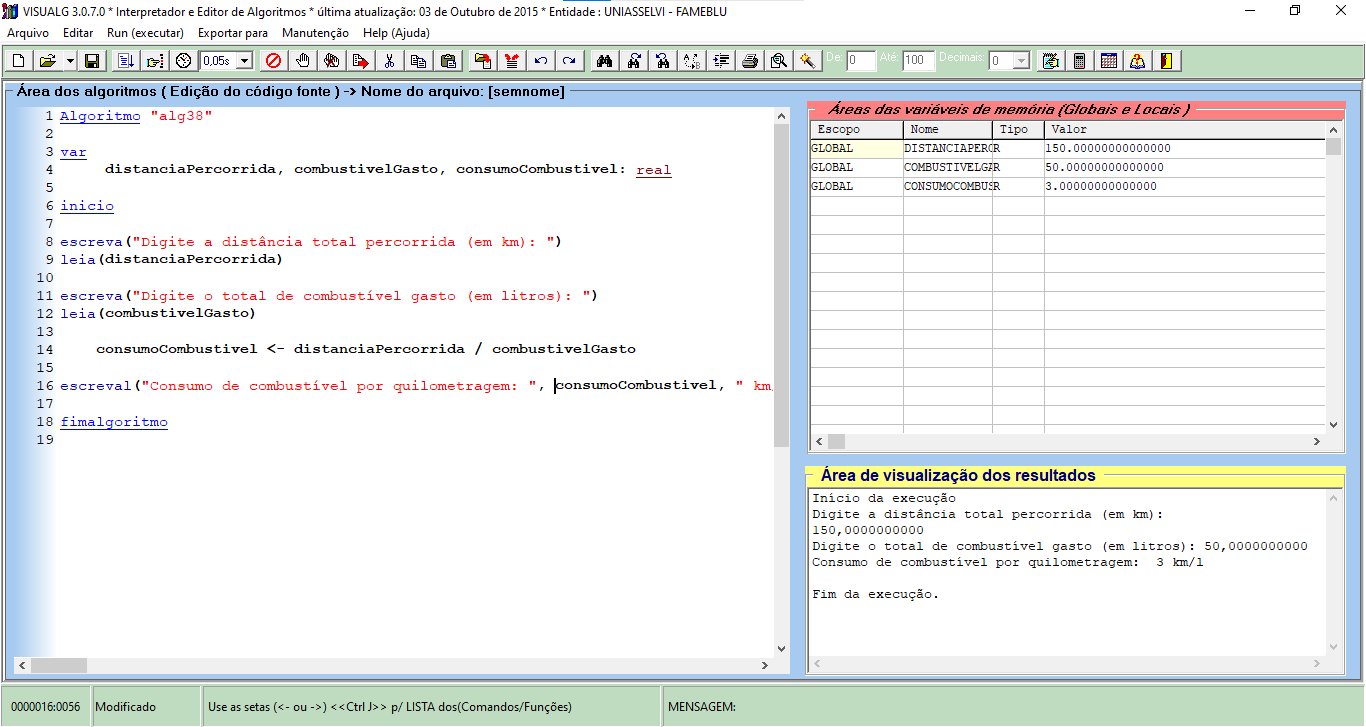 VISUALG 3.0.7.0 * Interpretador e Editor de Algoritmos * última atualização: 03 de Outubro de 2015 * Entidade : UNIASSELVI - FAMEBLU
Arquivo Editar Run (executar) Exportar para Manutenção Help (Ajuda)
0,05s De: 0 Até: 100 Decimais: 0
Área dos algoritmos ( Edição do código fonte ) -> Nome do arquivo: [semnome]
1 Algoritmo "alg38"
2
3 var
4 distanciaPercorrida, combustivelGasto, consumoCombustivel: real
5
6 inicio
7
8 escreva("Digite a distância total percorrida (em km): ")
9 leia(distanciaPercorrida)
10
11 escreva("Digite o total de combustível gasto (em litros): ")
12 leia(combustivelGasto)
13
14 consumoCombustivel <- distanciaPercorrida / combustivelGasto
15
16 escreval("Consumo de combustível por quilometragem: ", consumoCombustivel, " km/
17
18 fimalgoritmo
19
Áreas das variáveis de memória (Globais e Locais )
Escopo Nome Tipo Valor
GLOBAL DISTANCIAPERC R 150.00000000000000
GLOBAL COMBUSTIVELGA R 50.00000000000000
GLOBAL CONSUMOCOMBUS R 3.00000000000000
Área de visualização dos resultados
Início da execução
Digite a distância total percorrida (em km):
150,0000000000
Digite o total de combustível gasto (em litros): 50,0000000000
Consumo de combustível por quilometragem:  3 km/l
Fim da execução.
0000016:0056 Modificado Use as setas (<- ou ->) <<Ctrl J>> p/ LISTA dos(Comandos/Funções) MENSAGEM: